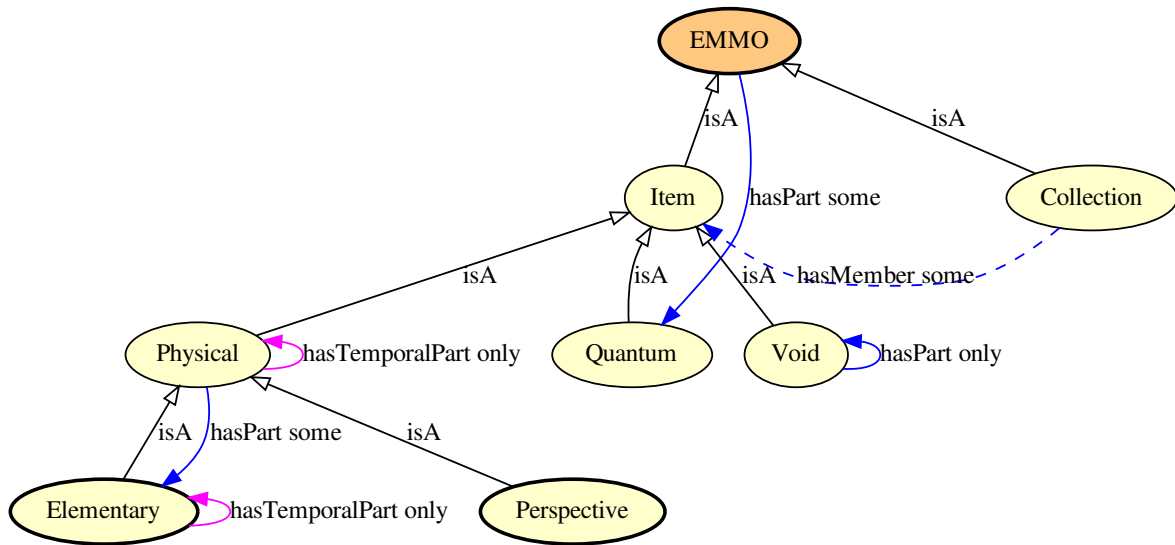 EMMO
isA
isA
Item
hasPart some
Collection
isA
isA
isA
hasMember some
Physical
hasTemporalPart only
Quantum
Void
hasPart only
isA
hasPart some
isA
Elementary
hasTemporalPart only
Perspective